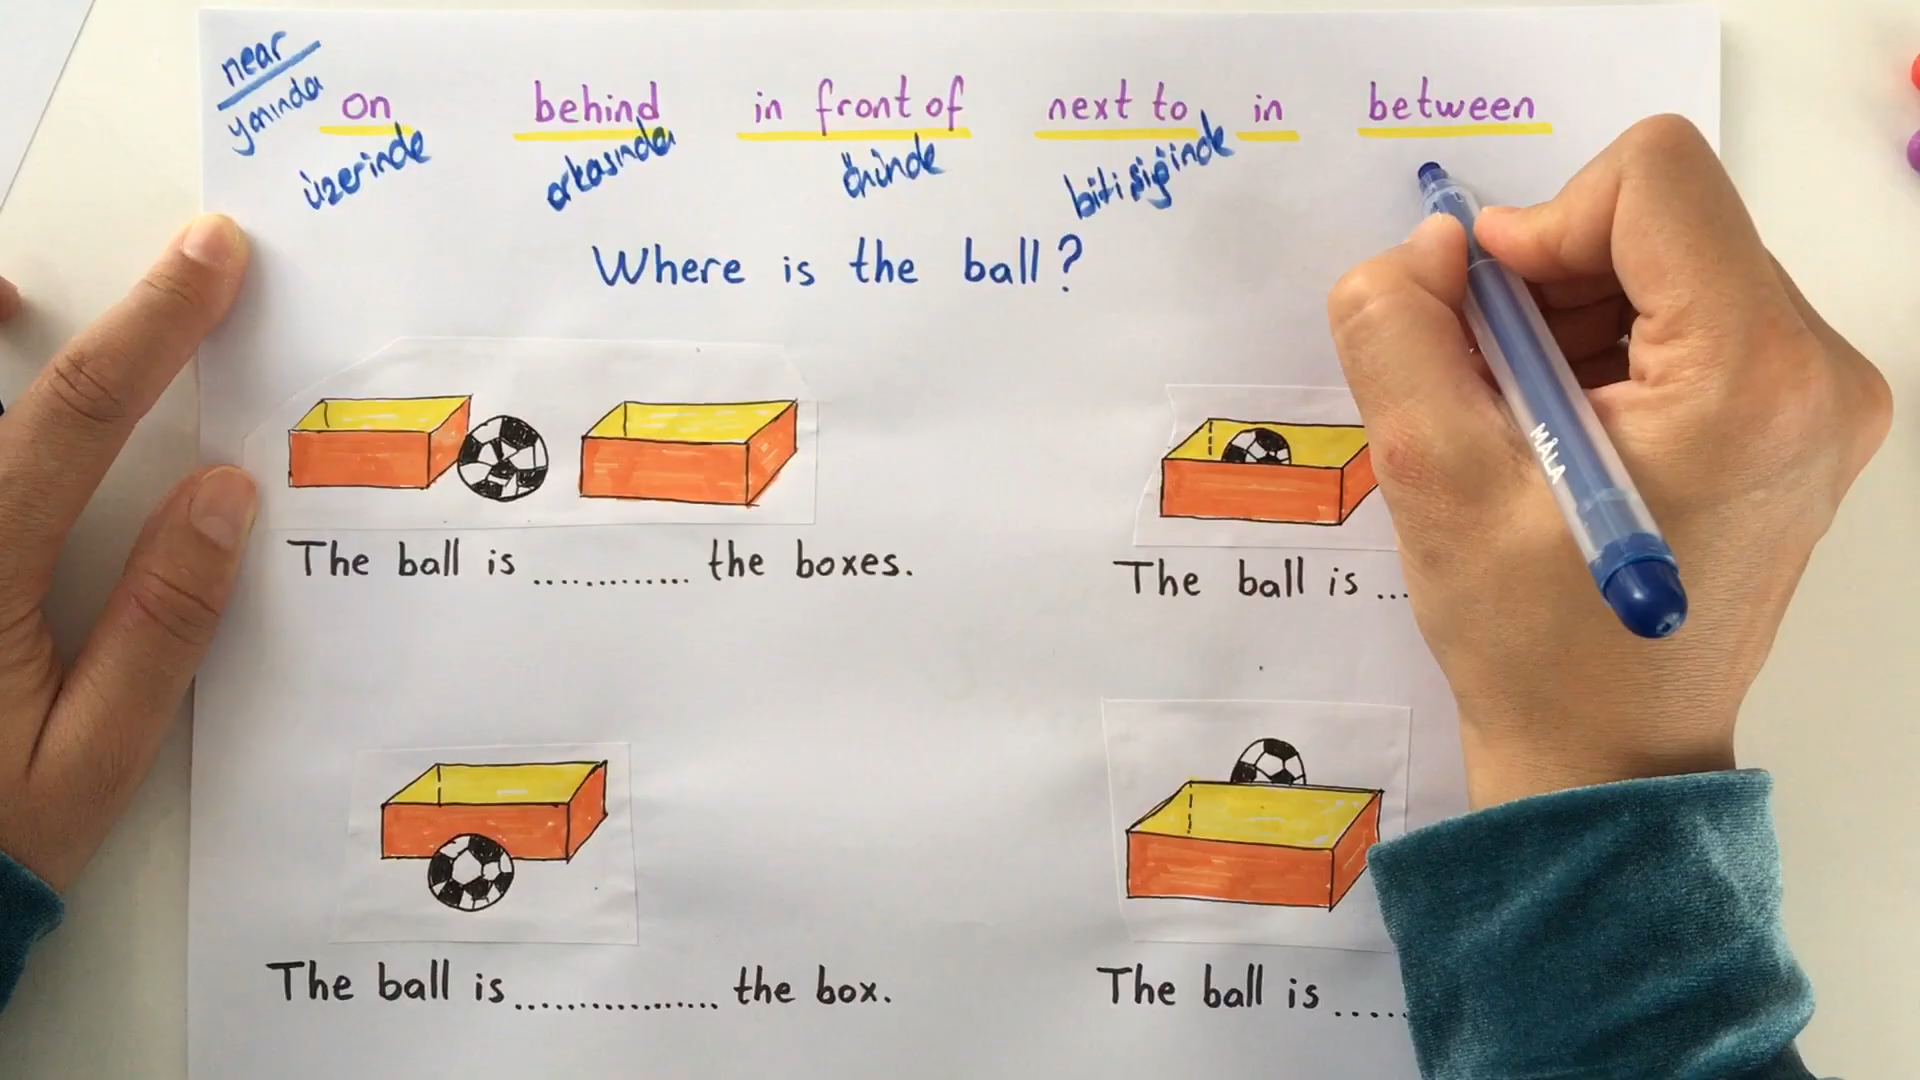 near
yanında
on behind in front of next to in between
üzerinde arkasında önünde bitişiğinde
Where is the ball?
The ball is ............. the boxes.
The ball is ...
The ball is ................ the box.
The ball is .....
MÅLA